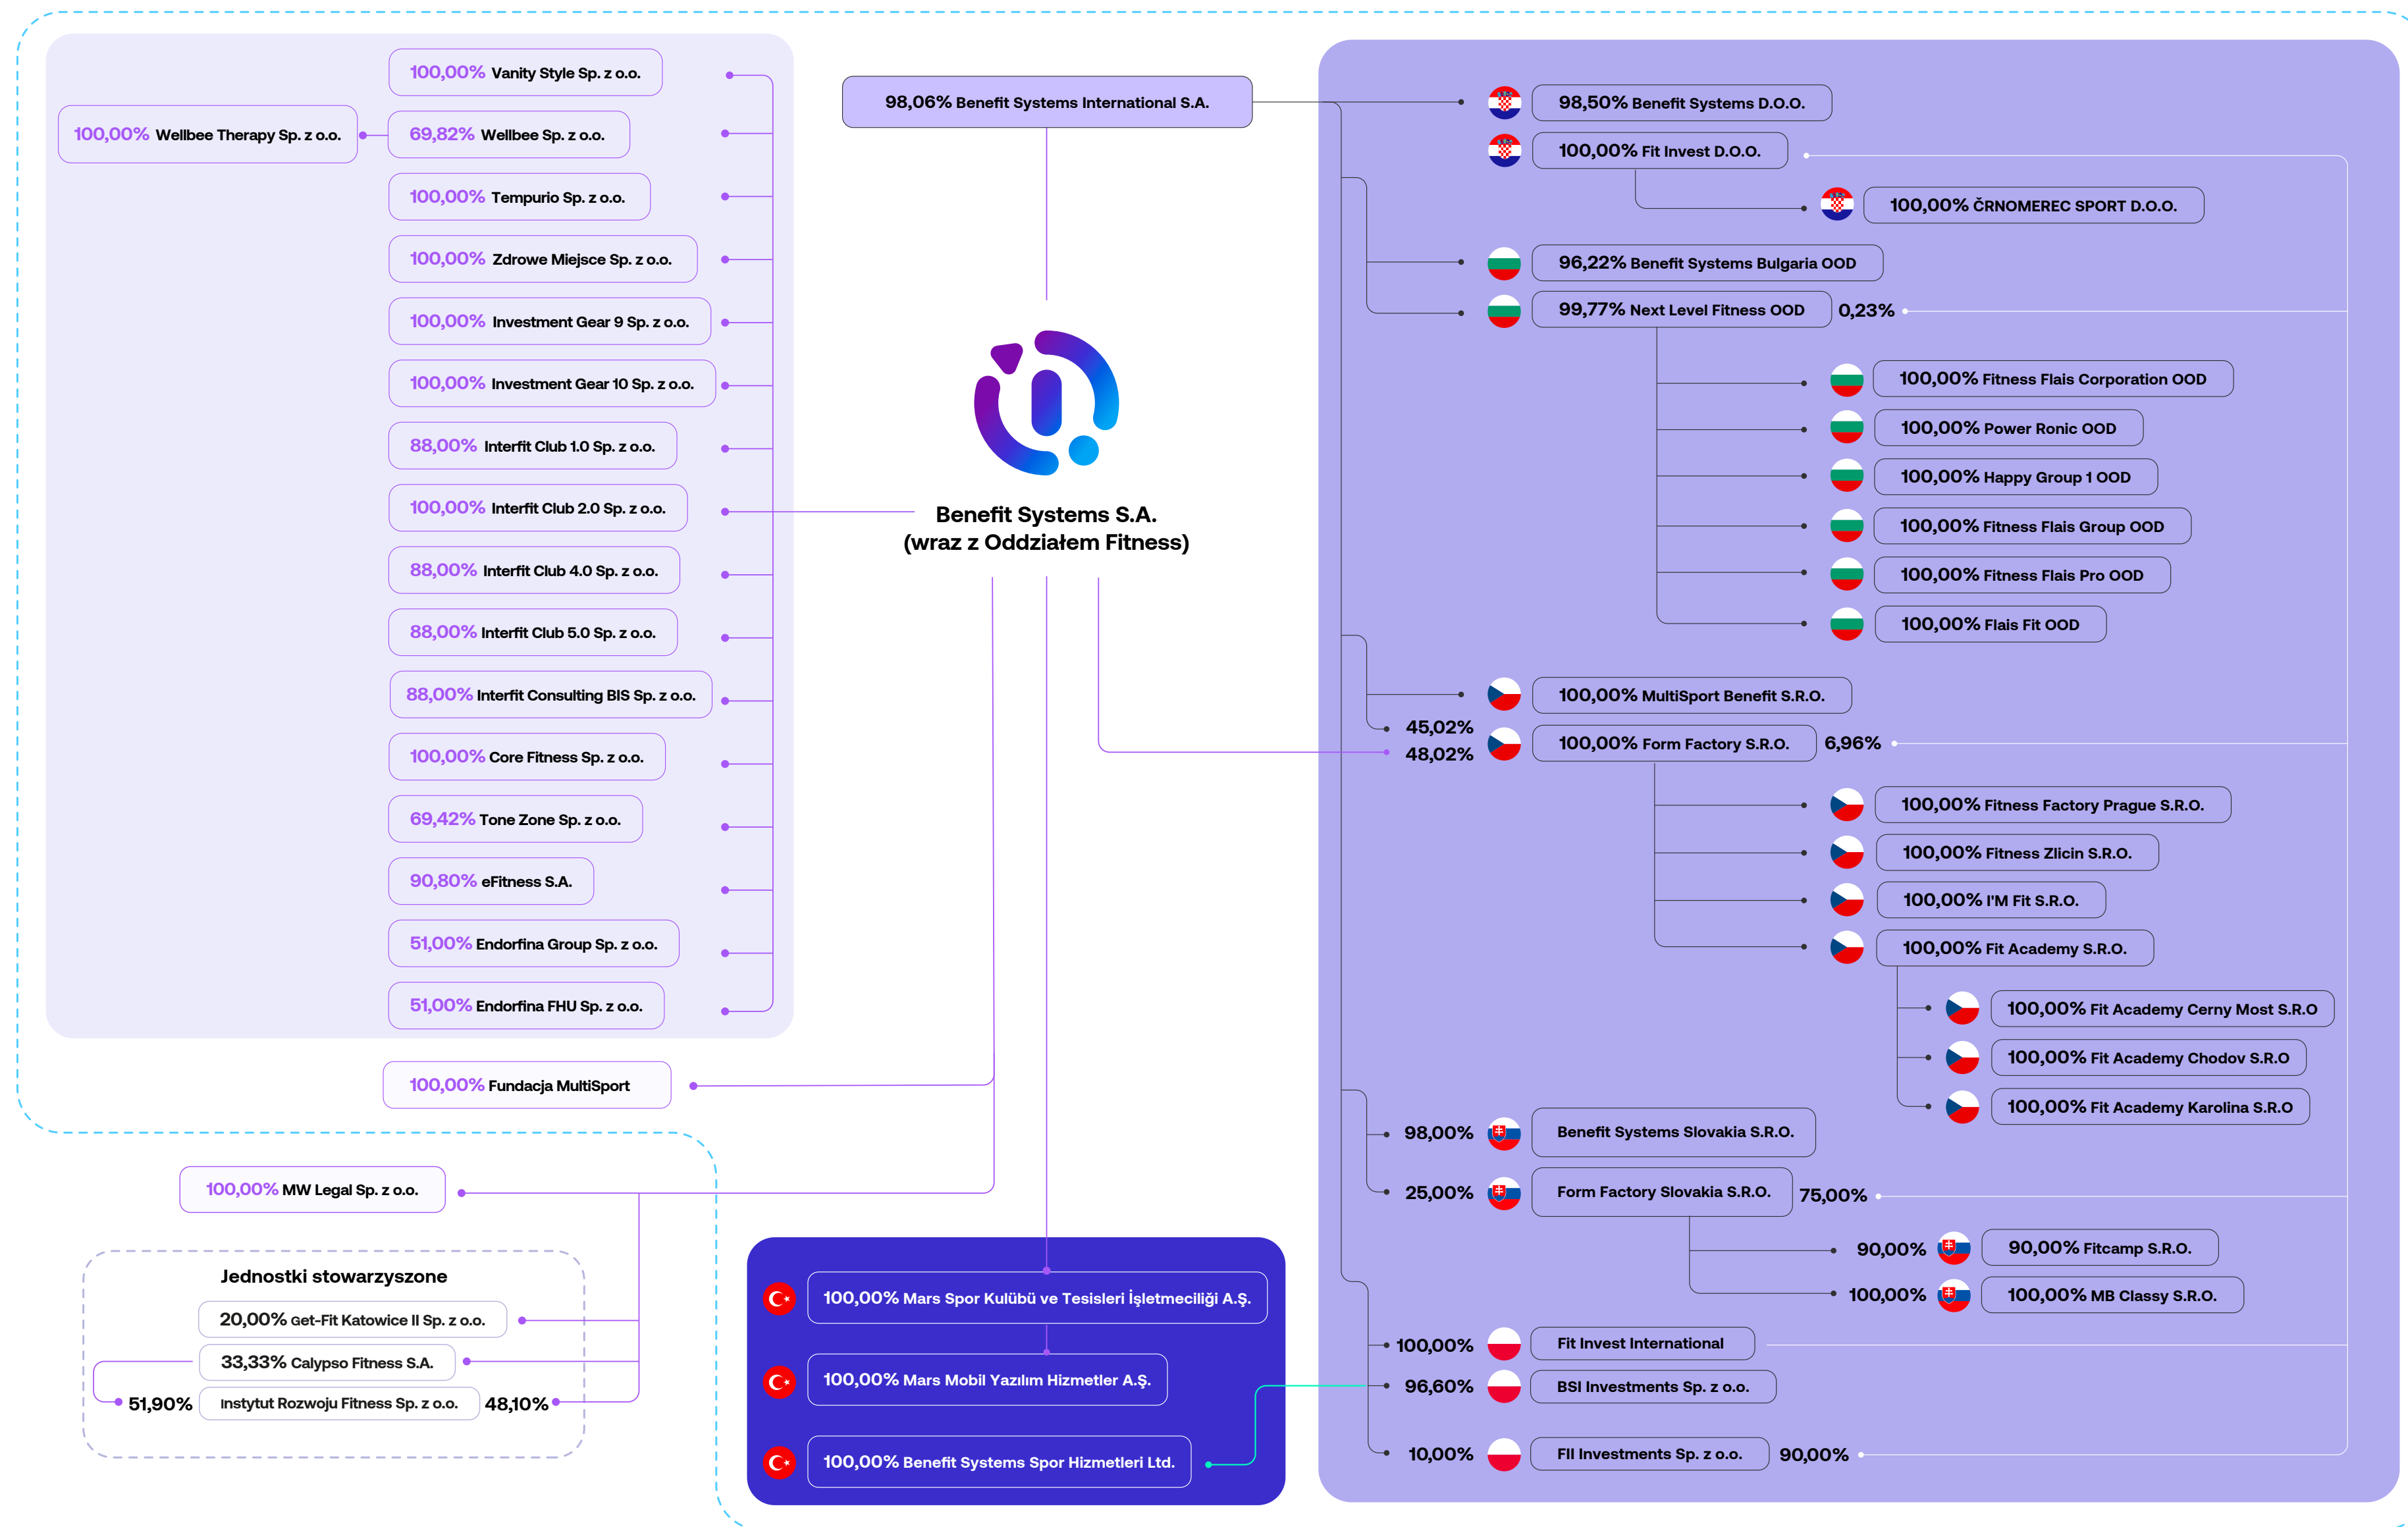 100,00% Vanity Style Sp. z o.o.
100,00% Wellbee Therapy Sp. z o.o.
69,82% Wellbee Sp. z o.o.
100,00% Tempurio Sp. z o.o.
100,00% Zdrowe Miejsce Sp. z o.o.
100,00% Investment Gear 9 Sp. z o.o.
100,00% Investment Gear 10 Sp. z o.o.
88,00% Interfit Club 1.0 Sp. z o.o.
100,00% Interfit Club 2.0 Sp. z o.o.
88,00% Interfit Club 4.0 Sp. z o.o.
88,00% Interfit Club 5.0 Sp. z o.o.
88,00% Interfit Consulting BIS Sp. z o.o.
100,00% Core Fitness Sp. z o.o.
69,42% Tone Zone Sp. z o.o.
90,80% eFitness S.A.
51,00% Endorfina Group Sp. z o.o.
51,00% Endorfina FHU Sp. z o.o.
100,00% Fundacja MultiSport
100,00% MW Legal Sp. z o.o.
Jednostki stowarzyszone
20,00% Get-Fit Katowice II Sp. z o.o.
33,33% Calypso Fitness S.A.
51,90% Instytut Rozwoju Fitness Sp. z o.o. 48,10%
98,06% Benefit Systems International S.A.
Benefit Systems S.A.
(wraz z Oddziałem Fitness)
100,00% Mars Spor Kulübü ve Tesisleri İşletmeciliği A.Ş.
100,00% Mars Mobil Yazılım Hizmetler A.Ş.
100,00% Benefit Systems Spor Hizmetleri Ltd.
98,50% Benefit Systems D.O.O.
100,00% Fit Invest D.O.O.
100,00% ČRNOMEREC SPORT D.O.O.
96,22% Benefit Systems Bulgaria OOD
99,77% Next Level Fitness OOD 0,23%
100,00% Fitness Flais Corporation OOD
100,00% Power Ronic OOD
100,00% Happy Group 1 OOD
100,00% Fitness Flais Group OOD
100,00% Fitness Flais Pro OOD
100,00% Flais Fit OOD
100,00% MultiSport Benefit S.R.O.
45,02%
48,02%
100,00% Form Factory S.R.O. 6,96%
100,00% Fitness Factory Prague S.R.O.
100,00% Fitness Zlicin S.R.O.
100,00% I'M Fit S.R.O.
100,00% Fit Academy S.R.O.
100,00% Fit Academy Cerny Most S.R.O
100,00% Fit Academy Chodov S.R.O
100,00% Fit Academy Karolina S.R.O
98,00% Benefit Systems Slovakia S.R.O.
25,00% Form Factory Slovakia S.R.O. 75,00%
90,00% 90,00% Fitcamp S.R.O.
100,00% 100,00% MB Classy S.R.O.
100,00% Fit Invest International
96,60% BSI Investments Sp. z o.o.
10,00% FII Investments Sp. z o.o. 90,00%